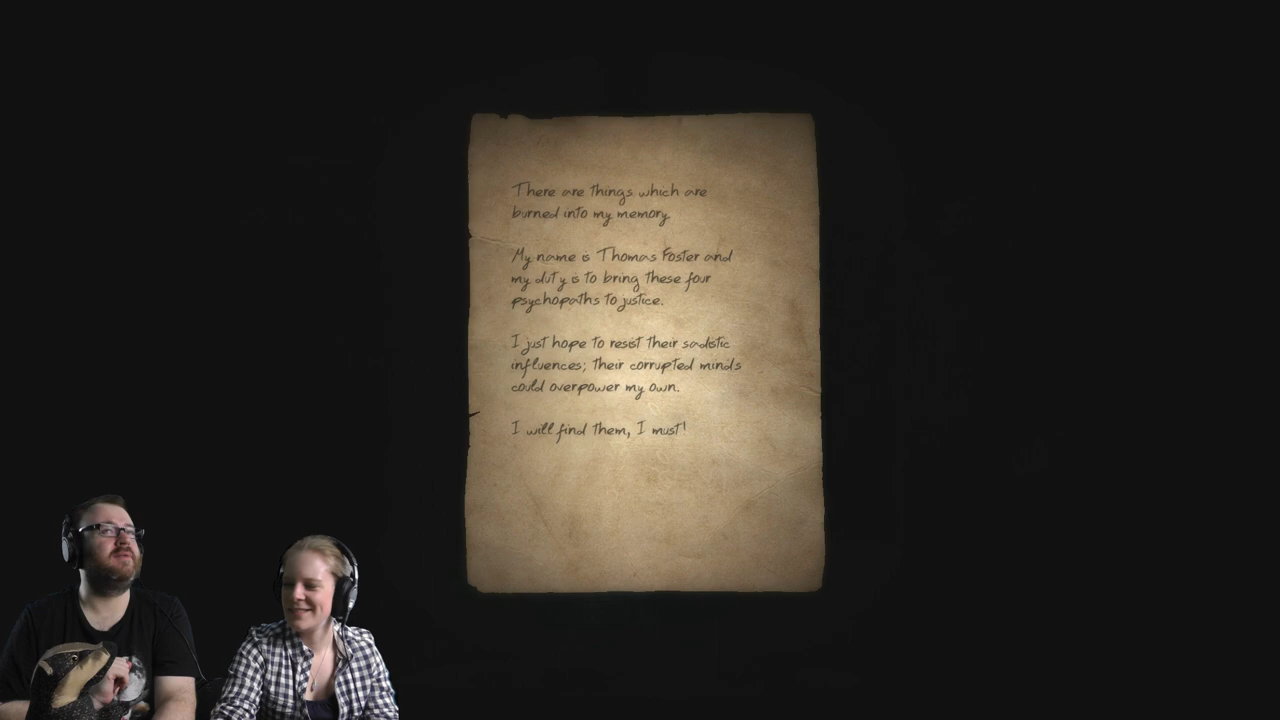 There are things which are
burned into my memory.
My name is Thomas Foster and
my duty is to bring these four
psychopaths to justice.
I just hope to resist their sadistic
influences; their corrupted minds
could overpower my own.
I will find them, I must!